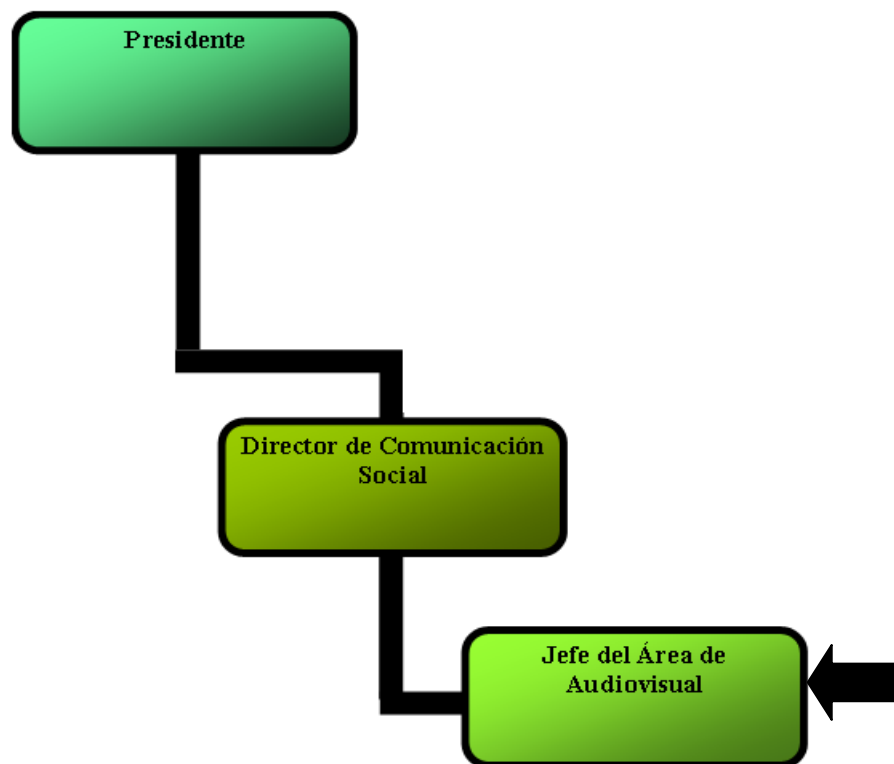 Presidente
Director de Comunicación
Social
Jefe del Área de
Audiovisual